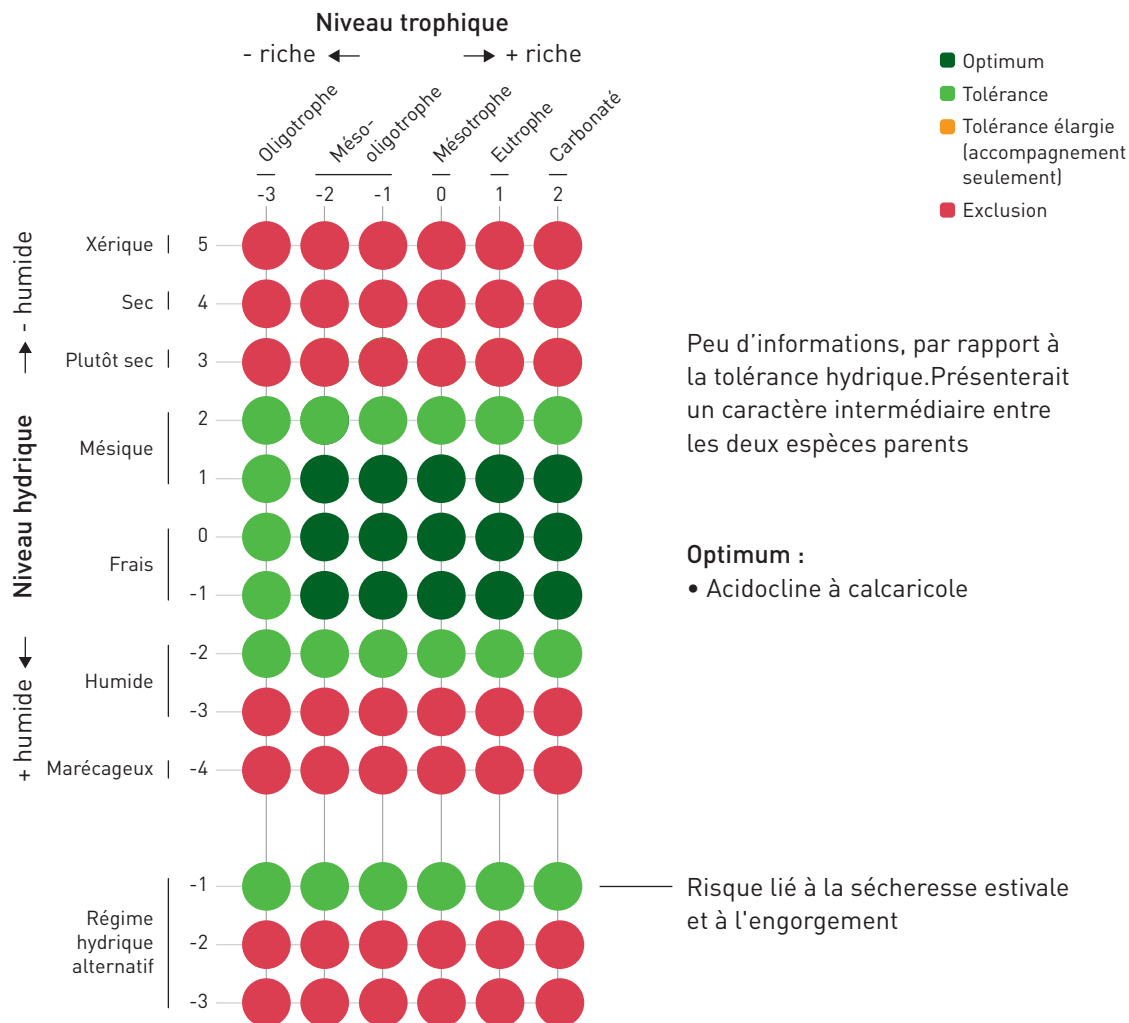 Niveau trophique
- riche ← → + riche
Oligotrophe
Méso-
oligotrophe
Mésotrophe
Eutrophe
Carbonaté
-3 -2 -1 0 1 2
Optimum
Tolérance
Tolérance élargie
(accompagnement
seulement)
Exclusion
Niveau hydrique
- humide
+ humide
Xérique 5
Sec 4
Plutôt sec 3
2
Mésique
1
0
Frais
-1
-2
Humide
-3
Marécageux -4
Peu d'informations, par rapport à
la tolérance hydrique.Présenterait
un caractère intermédiaire entre
les deux espèces parents
Optimum :
• Acidocline à calcaricole
-1
Régime
hydrique
alternatif
-2
-3
Risque lié à la sécheresse estivale
et à l'engorgement